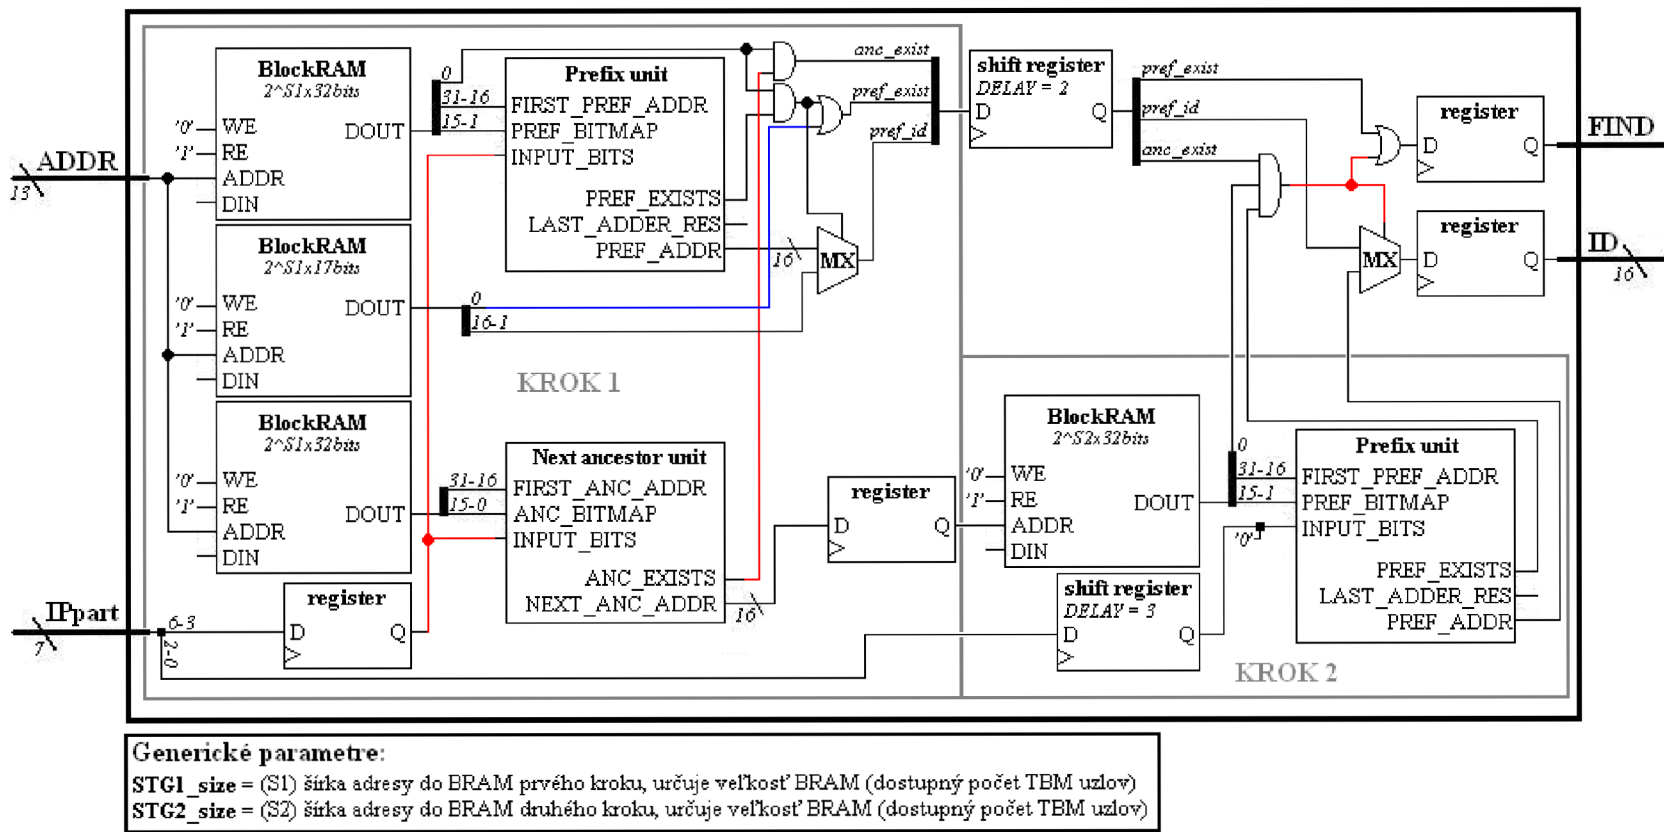 BlockRAM
2^S1x32bits
'0' WE
'1' RE
ADDR
DIN
DOUT
0
31-16
15-1
Prefix unit
FIRST_PREF_ADDR
PREF_BITMAP
INPUT_BITS
PREF_EXISTS
LAST_ADDER_RES
PREF_ADDR
16
MX
anc_exist
pref_exist
pref_id
shift register
DELAY = 2
D
Q
pref_exist
pref_id
anc_exist
MX
register
D
Q
FIND
register
D
Q
ID
16
ADDR
13
BlockRAM
2^S1x17bits
'0' WE
'1' RE
ADDR
DIN
DOUT
0
16-1
KROK 1
BlockRAM
2^S1x32bits
'0' WE
'1' RE
ADDR
DIN
DOUT
31-16
15-0
Next ancestor unit
FIRST_ANC_ADDR
ANC_BITMAP
INPUT_BITS
ANC_EXISTS
NEXT_ANC_ADDR
16
register
D
Q
IPpart
7
6-3
2-0
register
D
Q
BlockRAM
2^S2x32bits
'0' WE
'1' RE
ADDR
DIN
DOUT
0
31-16
15-1
'0'
Prefix unit
FIRST_PREF_ADDR
PREF_BITMAP
INPUT_BITS
PREF_EXISTS
LAST_ADDER_RES
PREF_ADDR
shift register
DELAY = 3
D
Q
KROK 2
Generické parametre:
STG1_size = (S1) šírka adresy do BRAM prvého kroku, určuje veľkosť BRAM (dostupný počet TBM uzlov)
STG2_size = (S2) šírka adresy do BRAM druhého kroku, určuje veľkosť BRAM (dostupný počet TBM uzlov)